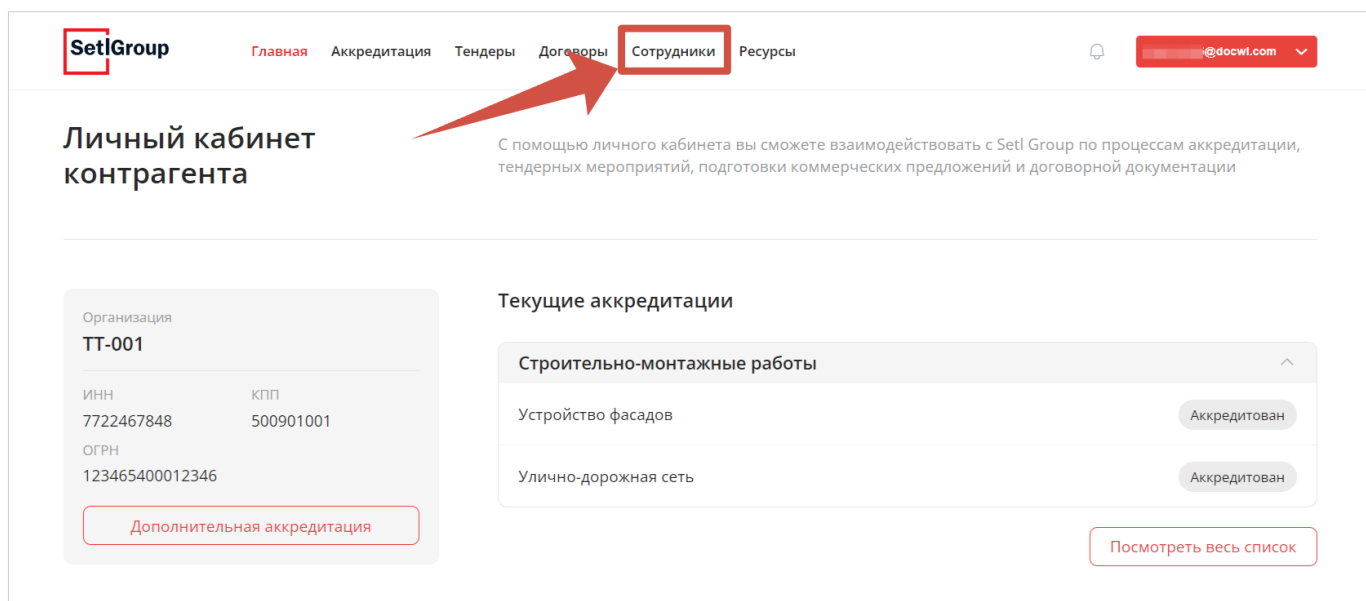 SetlGroup
Главная Аккредитация Тендеры Договоры Сотрудники Ресурсы
@docwl.com
Личный кабинет
контрагента
С помощью личного кабинета вы сможете взаимодействовать с Setl Group по процессам аккредитации,
тендерных мероприятий, подготовки коммерческих предложений и договорной документации
Организация
ТТ-001
ИНН КПП
7722467848 500901001
ОГРН
123465400012346
Дополнительная аккредитация
Текущие аккредитации
Строительно-монтажные работы
Устройство фасадов Аккредитован
Улично-дорожная сеть Аккредитован
Посмотреть весь список